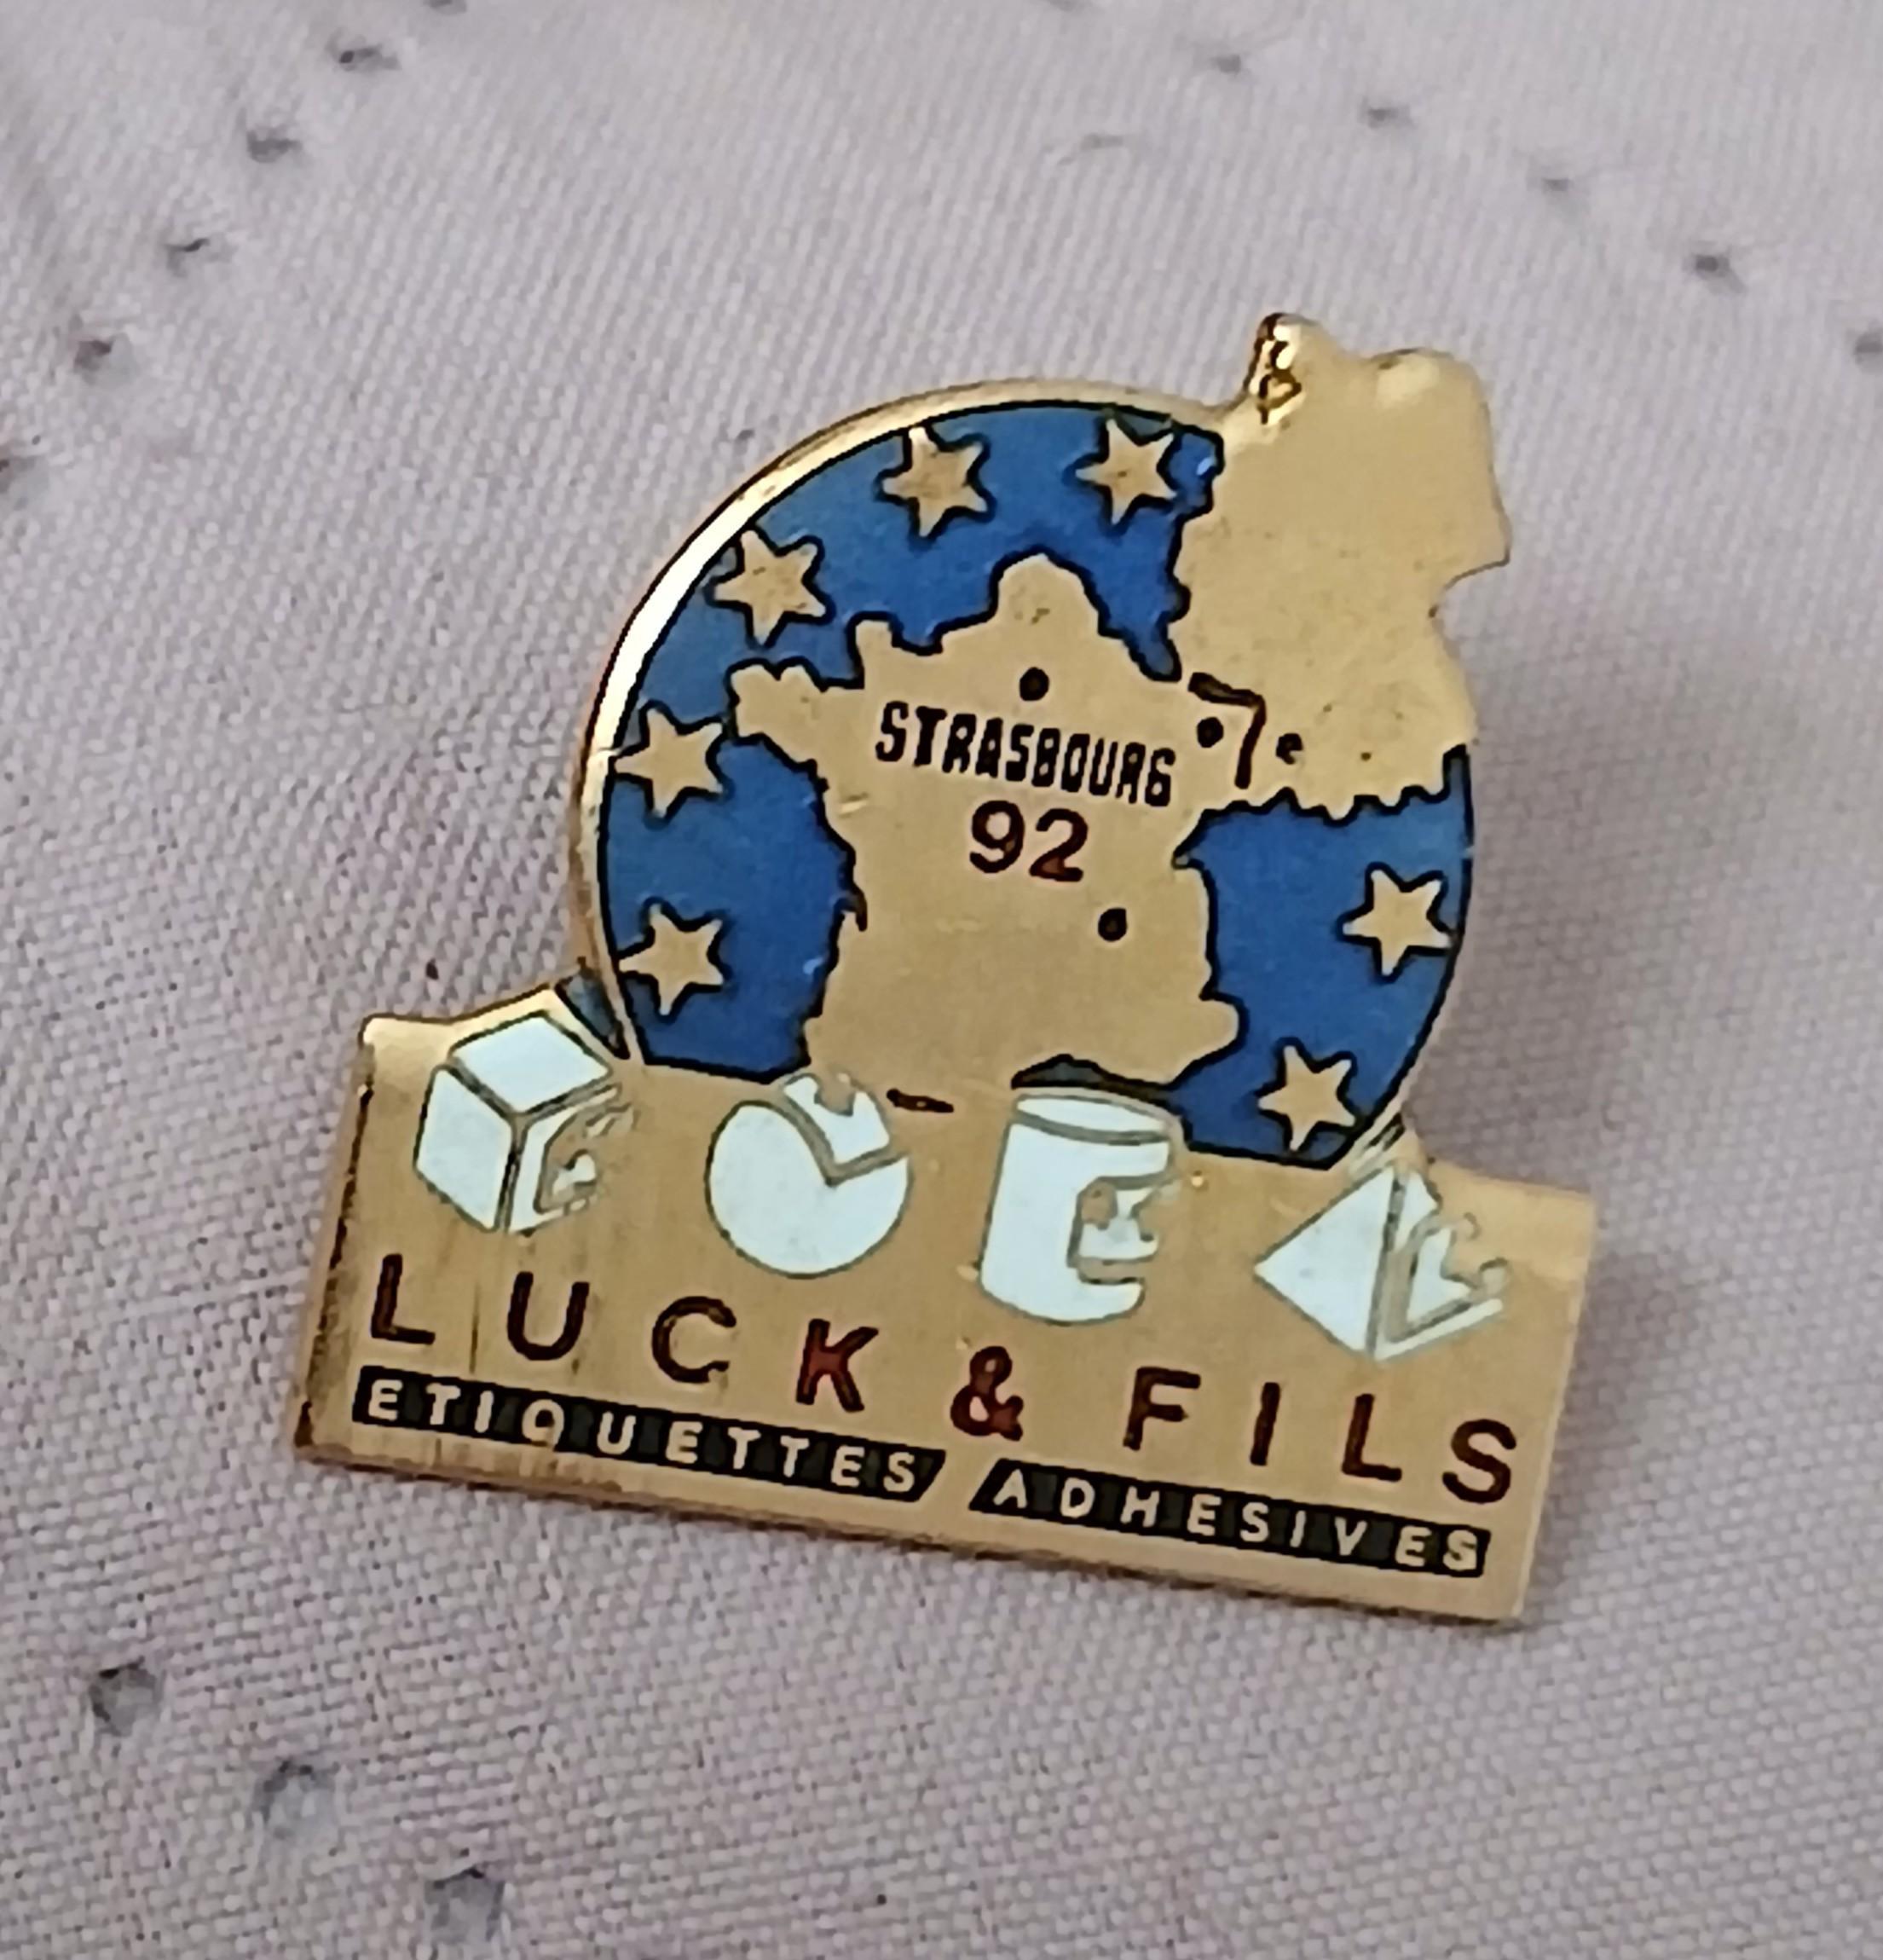 STRASBOURG
92
LUCK & FILS
ETIQUETTES ADHESIVES